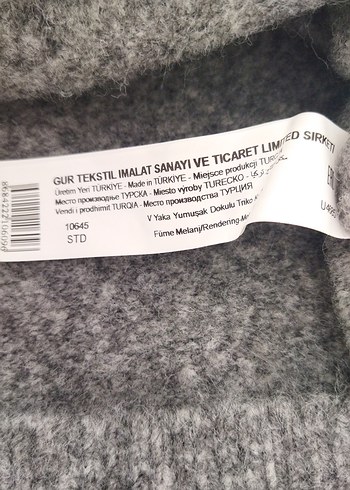 GUR TEKSTIL IMALAT SANAYI VE TICARET LIMITED SIRKETI
Üretim Yeri TÜRKİYE - Made in TÜRKİYE - Miejsce produkcji
Место производње ТУРСКА - Miesto výroby TURECKO -
Vendi i prodhimit TURQIA - Место производства ТУРЦИЯ
10645
STD
V Yaka Yumuşak Dokulu Triko
Füme Melanj/Rendering